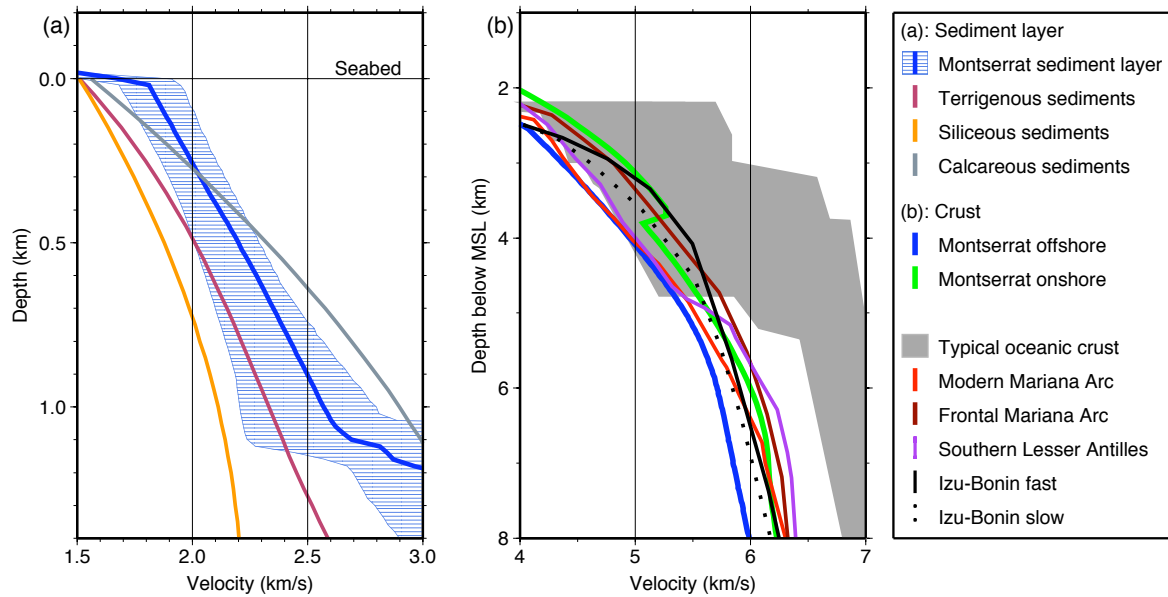 (a)
Seabed
0.0
0.5
1.0
Depth (km)
1.5 2.0 2.5 3.0
Velocity (km/s)
(b)
2
4
6
8
Depth below MSL (km)
4 5 6 7
Velocity (km/s)
(a): Sediment layer
Montserrat sediment layer
Terrigenous sediments
Siliceous sediments
Calcareous sediments
(b): Crust
Montserrat offshore
Montserrat onshore
Typical oceanic crust
Modern Mariana Arc
Frontal Mariana Arc
Southern Lesser Antilles
Izu-Bonin fast
Izu-Bonin slow